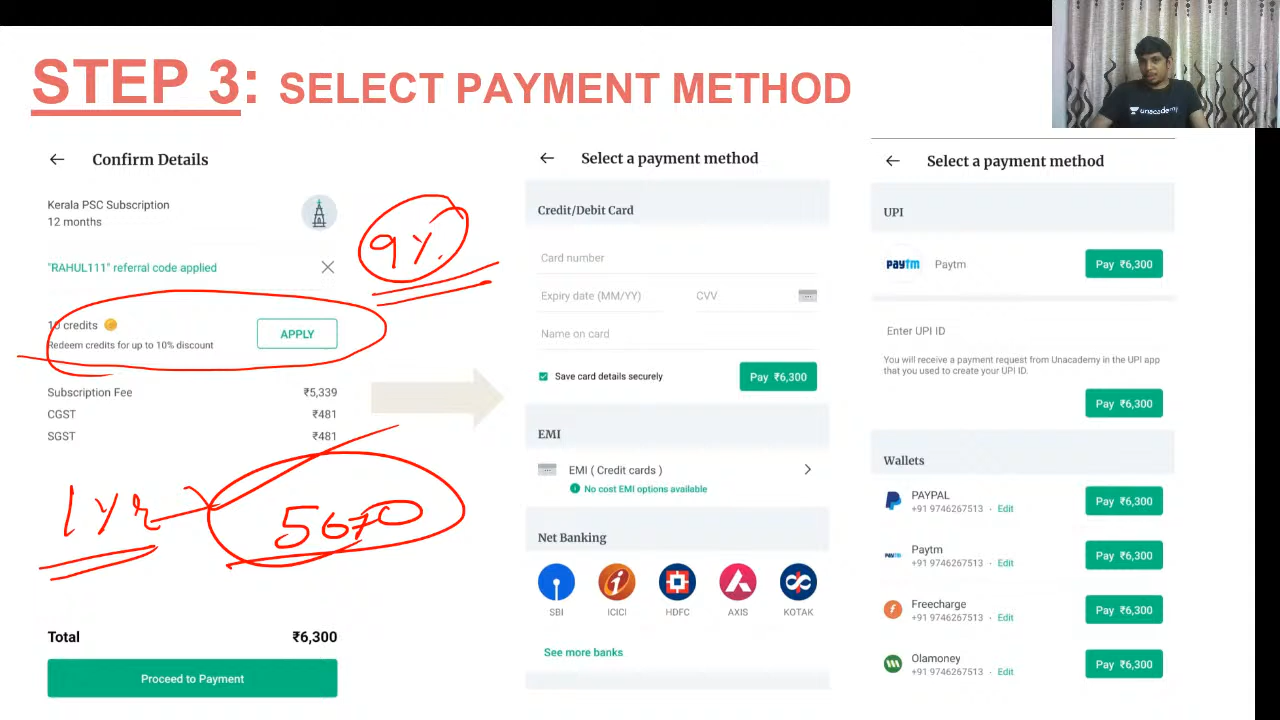 STEP 3: SELECT PAYMENT METHOD
unacademy
Confirm Details
Kerala PSC Subscription
12 months
"RAHUL111" referral code applied
9%
10 credits
Redeem credits for up to 10% discount
APPLY
Subscription Fee ₹5,339
CGST ₹481
SGST ₹481
1 yr
5670
Total ₹6,300
Proceed to Payment
Select a payment method
Credit/Debit Card
Card number
Expiry date (MM/YY) CVV
Name on card
Save card details securely
Pay ₹6,300
EMI
EMI ( Credit cards )
No cost EMI options available
Net Banking
SBI ICICI HDFC AXIS KOTAK
See more banks
Select a payment method
UPI
paytm Paytm Pay ₹6,300
Enter UPI ID
You will receive a payment request from Unacademy in the UPI app
that you used to create your UPI ID.
Pay ₹6,300
Wallets
PAYPAL
+91 9746267513 · Edit
Pay ₹6,300
Paytm
+91 9746267513 · Edit
Pay ₹6,300
Freecharge
+91 9746267513 · Edit
Pay ₹6,300
Olamoney
+91 9746267513 · Edit
Pay ₹6,300